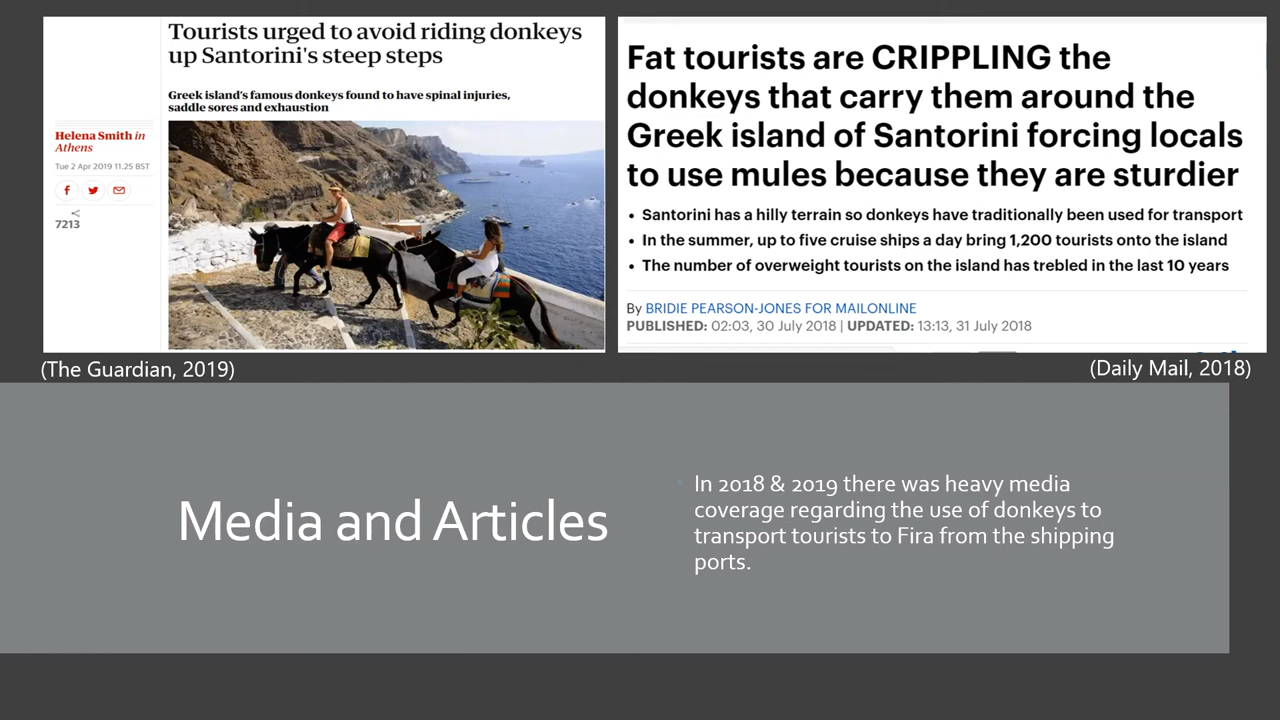 Tourists urged to avoid riding donkeys
up Santorini's steep steps
Greek island's famous donkeys found to have spinal injuries,
saddle sores and exhaustion
Helena Smith in
Athens
Tue 2 Apr 2019 11.25 BST
7213
(The Guardian, 2019)
Fat tourists are CRIPPLING the
donkeys that carry them around the
Greek island of Santorini forcing locals
to use mules because they are sturdier
• Santorini has a hilly terrain so donkeys have traditionally been used for transport
• In the summer, up to five cruise ships a day bring 1,200 tourists onto the island
• The number of overweight tourists on the island has trebled in the last 10 years
By BRIDIE PEARSON-JONES FOR MAILONLINE
PUBLISHED: 02:03, 30 July 2018 | UPDATED: 13:13, 31 July 2018
(Daily Mail, 2018)
Media and Articles
In 2018 & 2019 there was heavy media
coverage regarding the use of donkeys to
transport tourists to Fira from the shipping
ports.